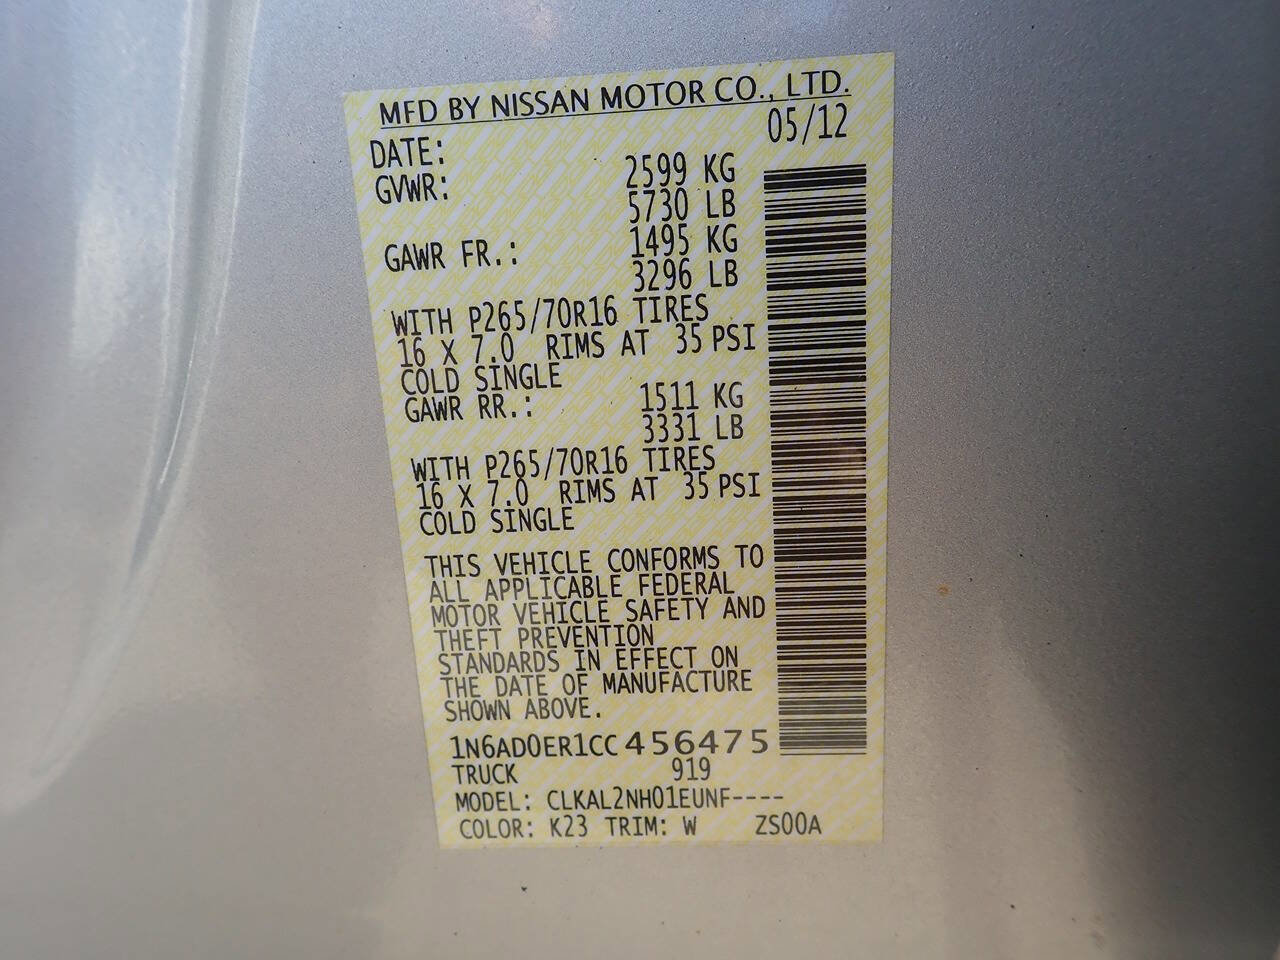 MFD BY NISSAN MOTOR CO., LTD.
DATE: 05/12
GVWR: 2599 KG
5730 LB
GAWR FR.: 1495 KG
3296 LB
WITH P265/70R16 TIRES
16 X 7.0 RIMS AT 35 PSI
COLD SINGLE
GAWR RR.: 1511 KG
3331 LB
WITH P265/70R16 TIRES
16 X 7.0 RIMS AT 35 PSI
COLD SINGLE
THIS VEHICLE CONFORMS TO
ALL APPLICABLE FEDERAL
MOTOR VEHICLE SAFETY AND
THEFT PREVENTION
STANDARDS IN EFFECT ON
THE DATE OF MANUFACTURE
SHOWN ABOVE.
1N6AD0ER1CC 456475
TRUCK 919
MODEL: CLKAL2NH01EUNF----
COLOR: K23 TRIM: W ZS00A